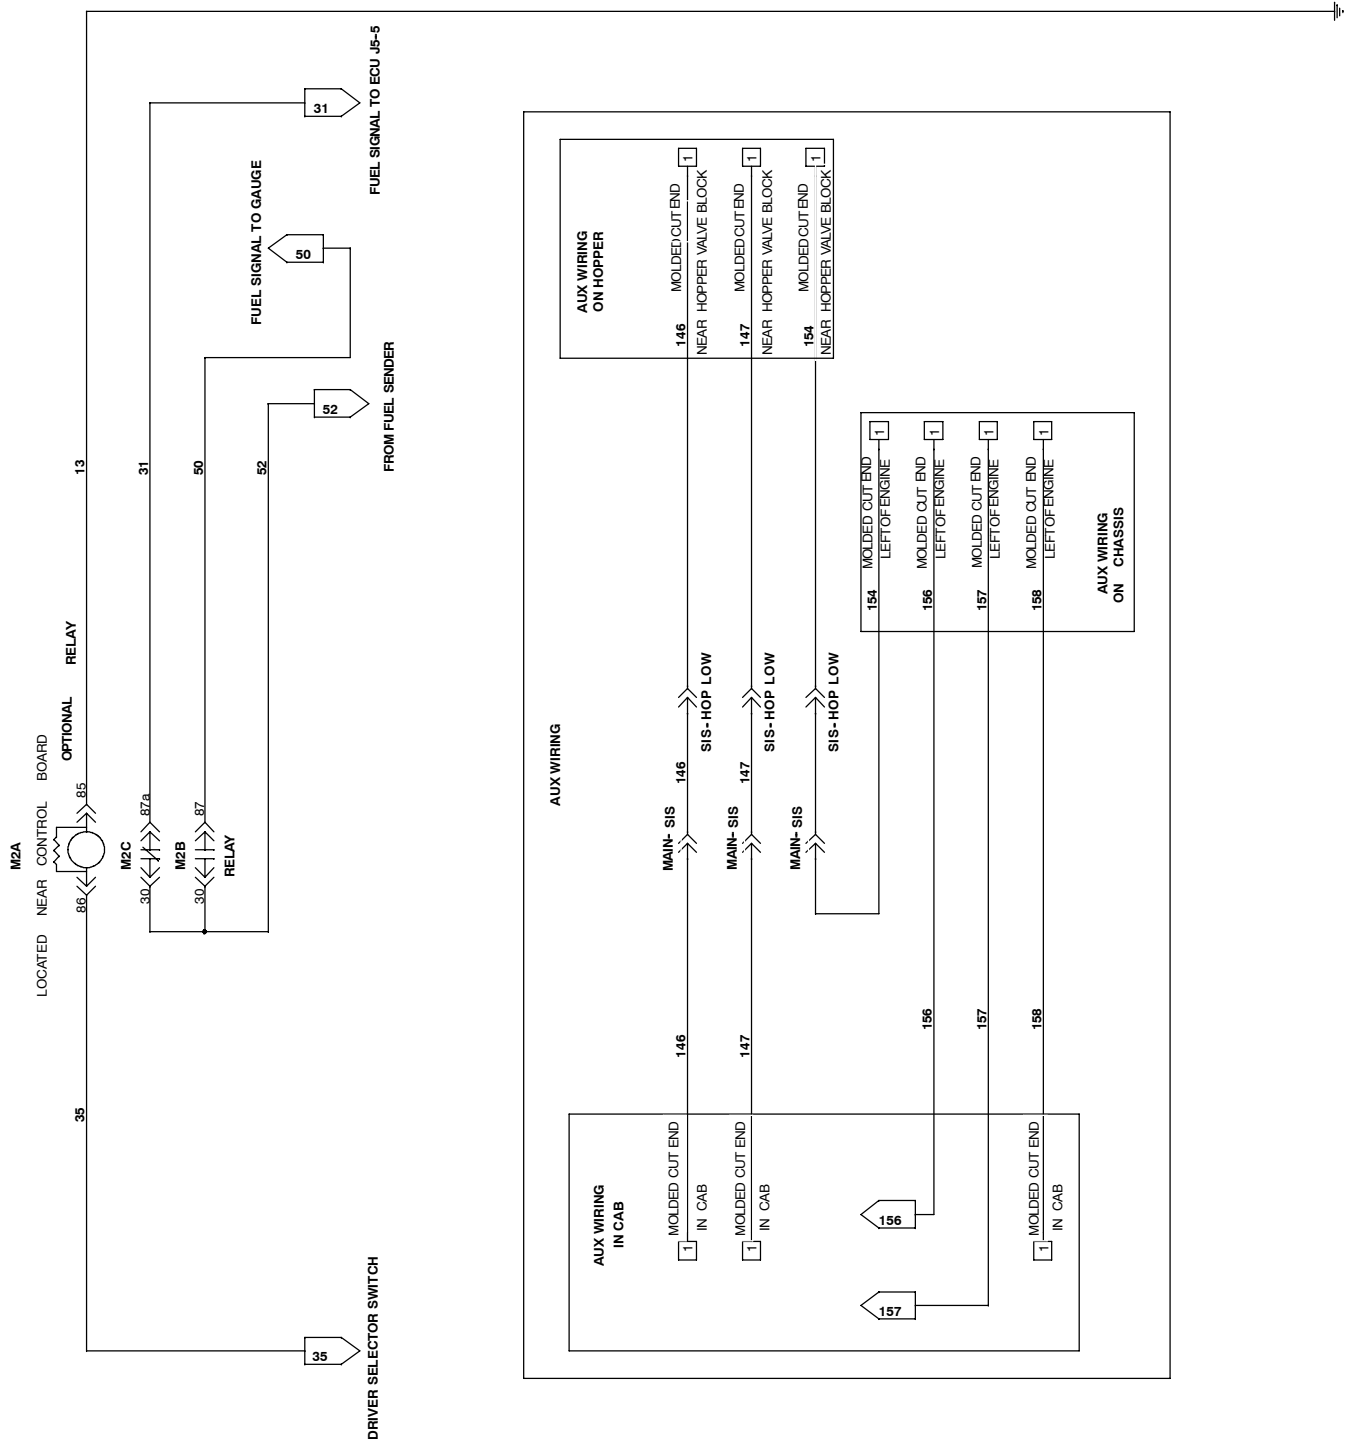 M2A
LOCATED NEAR CONTROL BOARD
OPTIONAL RELAY
35
86
85
13
M2C
30
87a
31
M2B
30
87
50
RELAY
52
FUEL SIGNAL TO GAUGE
50
31
FUEL SIGNAL TO ECU J5-5
52
FROM FUEL SENDER
35
DRIVER SELECTOR SWITCH
AUX WIRING
AUX WIRING
ON HOPPER
146
MOLDED CUT END
NEAR HOPPER VALVE BLOCK
1
147
MOLDED CUT END
NEAR HOPPER VALVE BLOCK
1
154
MOLDED CUT END
NEAR HOPPER VALVE BLOCK
1
MAIN- SIS
146
SIS- HOP LOW
MAIN- SIS
147
SIS- HOP LOW
MAIN- SIS
SIS- HOP LOW
154
MOLDED CUT END
LEFT OF ENGINE
1
156
MOLDED CUT END
LEFT OF ENGINE
1
157
MOLDED CUT END
LEFT OF ENGINE
1
158
MOLDED CUT END
LEFT OF ENGINE
1
AUX WIRING
ON CHASSIS
146
147
156
157
158
AUX WIRING
IN CAB
1
MOLDED CUT END
IN CAB
1
MOLDED CUT END
IN CAB
156
157
1
MOLDED CUT END
IN CAB